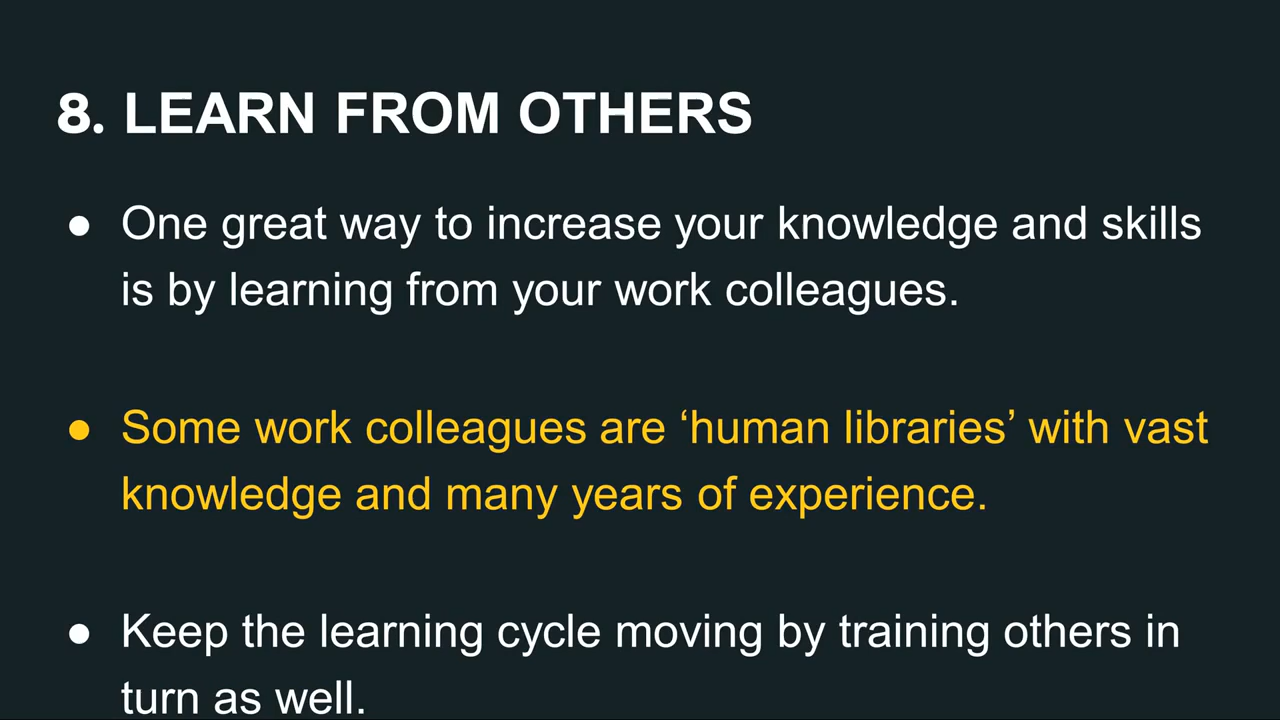 8. LEARN FROM OTHERS
● One great way to increase your knowledge and skills
is by learning from your work colleagues.
● Some work colleagues are ‘human libraries’ with vast
knowledge and many years of experience.
● Keep the learning cycle moving by training others in
turn as well.